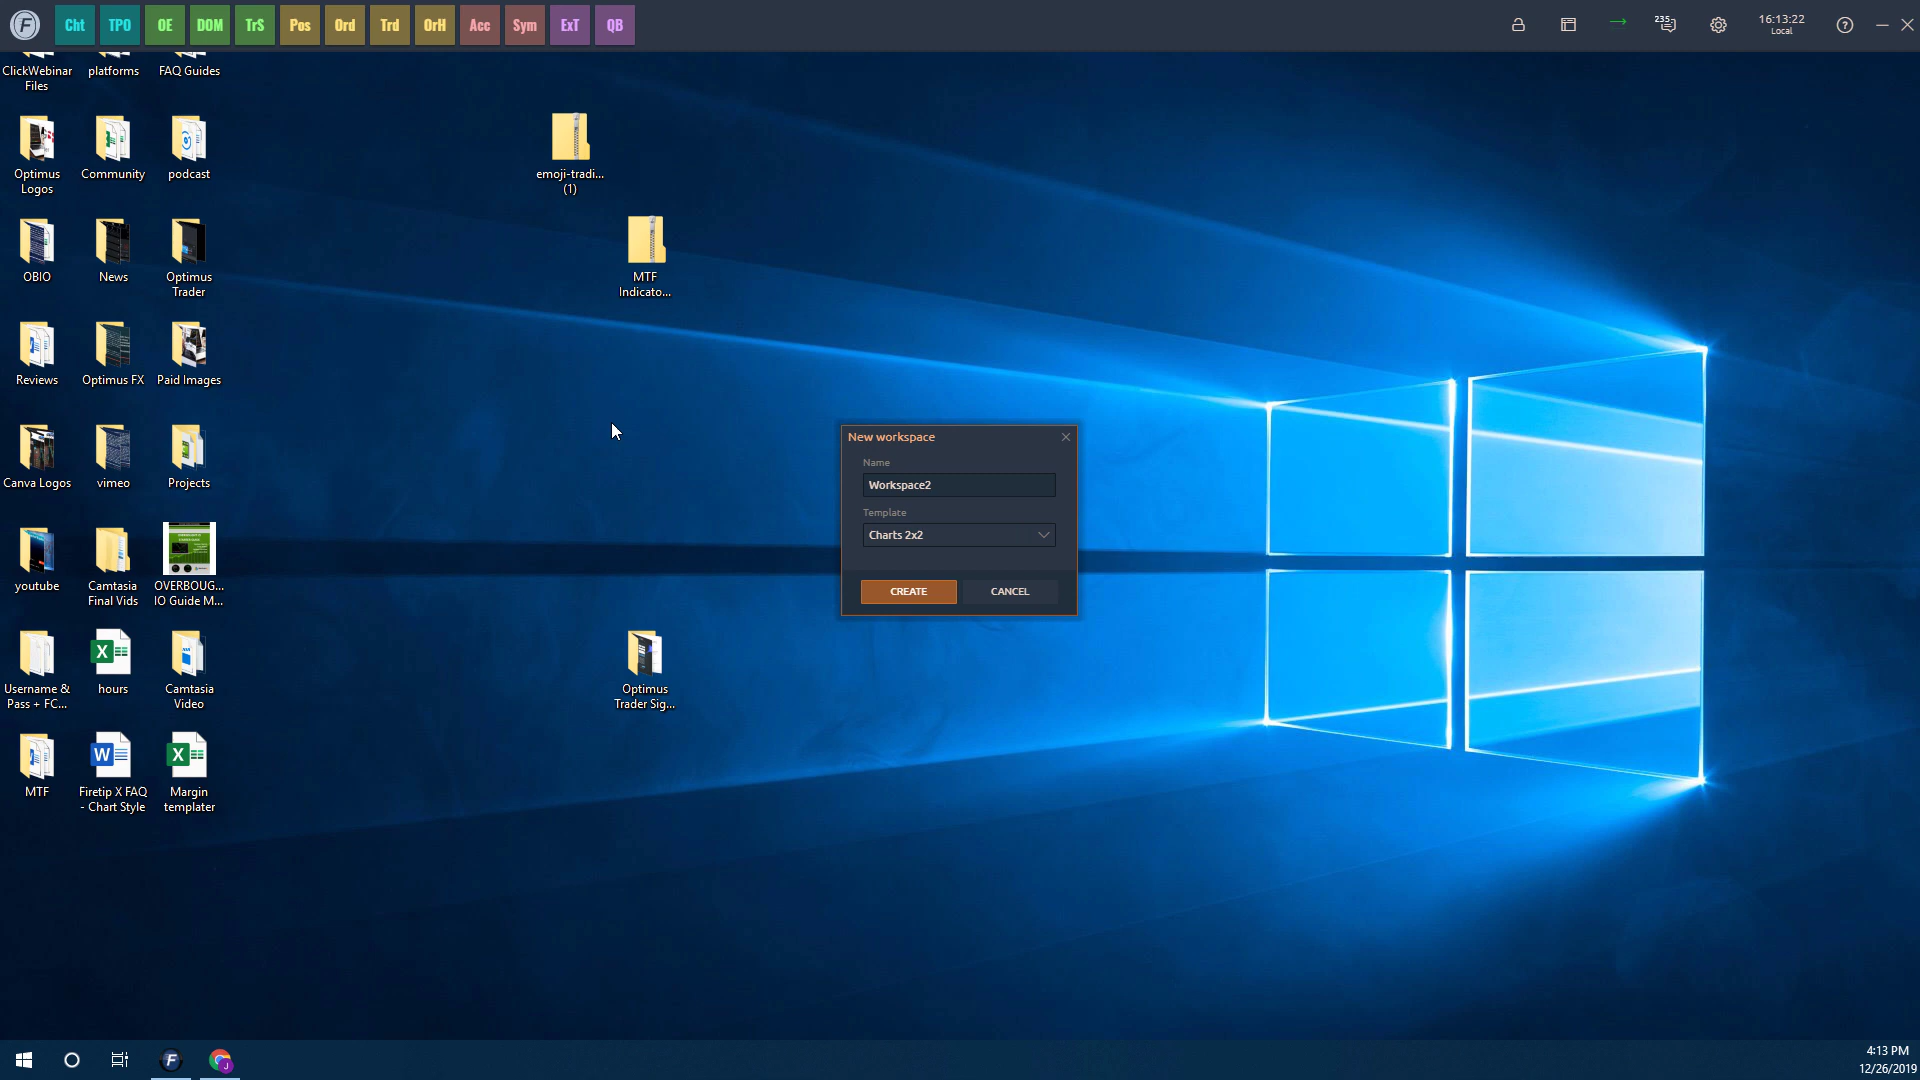 F
Cht
TPO
OE
DOM
TrS
Pos
Ord
Trd
OrH
Acc
Sym
ExT
QB
235
16:13:22
Local
?
ClickWebinar
Files
platforms
FAQ Guides
Optimus
Logos
Community
podcast
emoji-tradi...
(1)
OBIO
News
Optimus
Trader
MTF
Indicato...
Reviews
Optimus FX
Paid Images
Canva Logos
vimeo
Projects
New workspace
Name
Workspace2
Template
Charts 2x2
CREATE
CANCEL
youtube
Camtasia
Final Vids
OVERBOUG...
IO Guide M...
Username &
Pass + FC...
hours
Camtasia
Video
Optimus
Trader Sig...
MTF
Firetip X FAQ
- Chart Style
Margin
templater
F
J
4:13 PM
12/26/2019